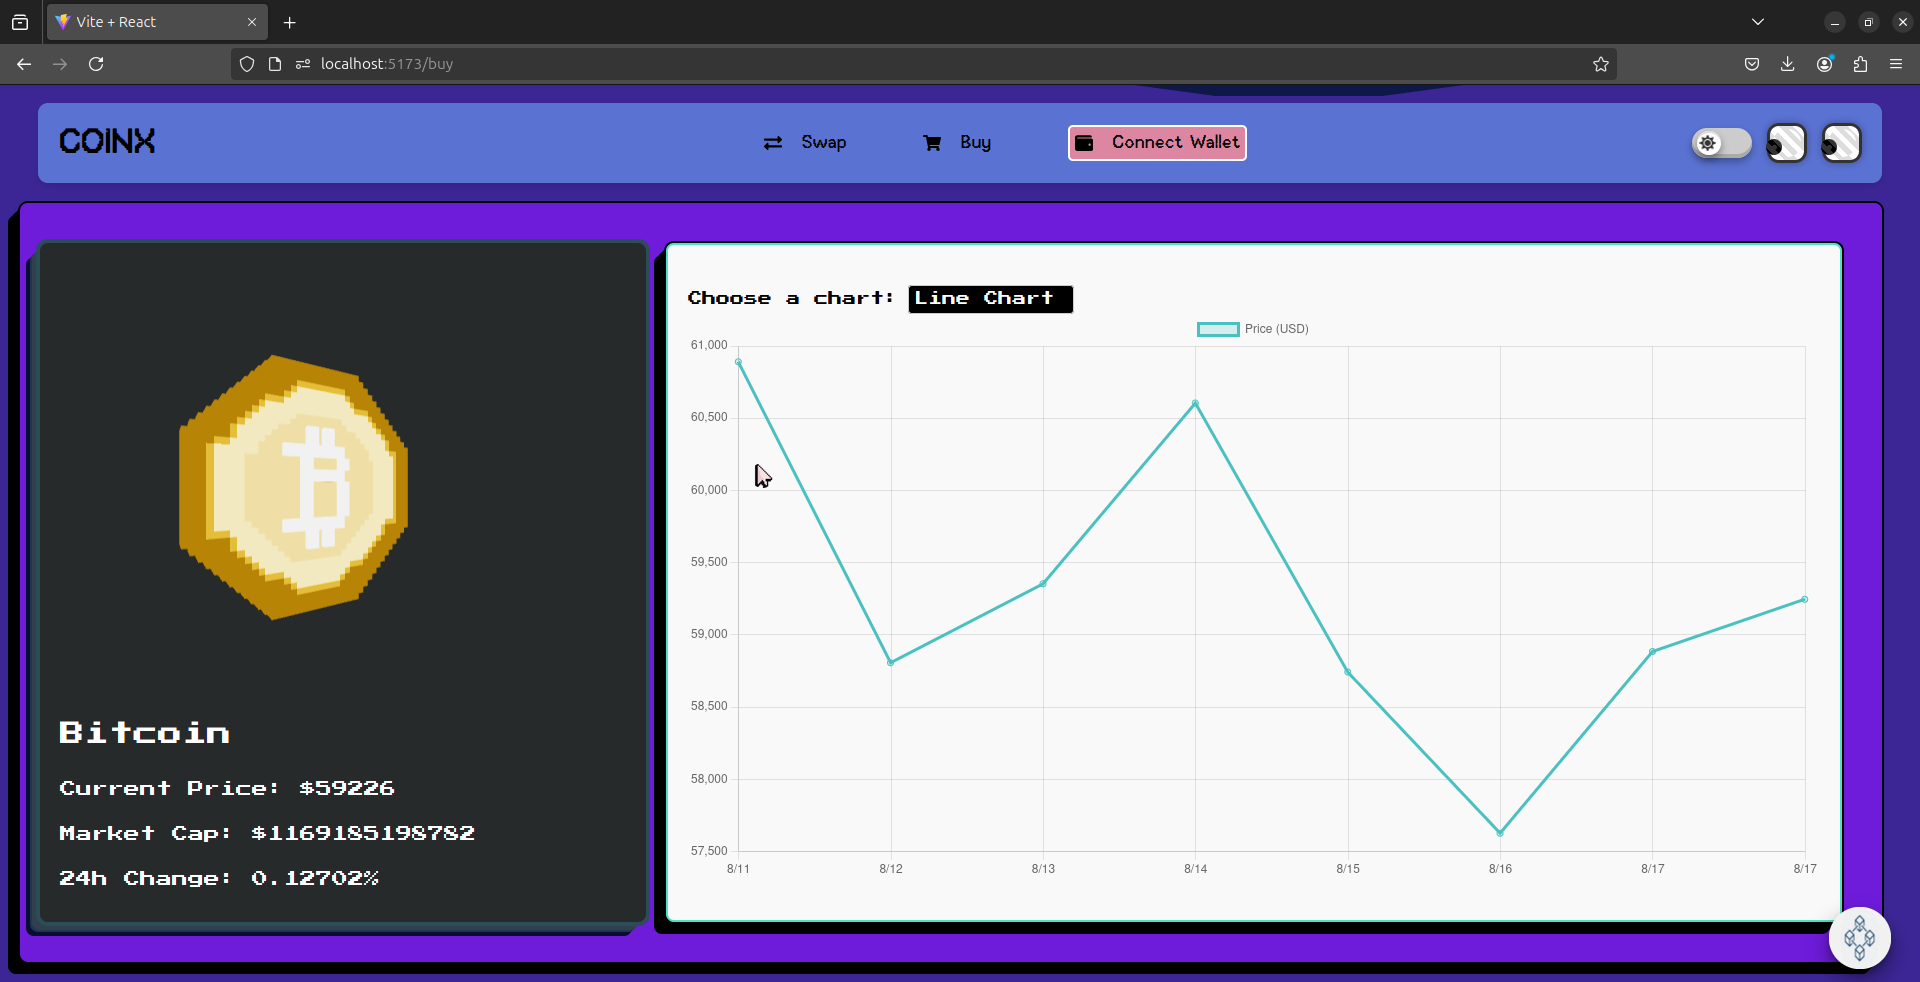 Vite + React
localhost:5173/buy
COINX
Swap
Buy
Connect Wallet
Choose a chart: Line Chart
Price (USD)
61,000
60,500
60,000
59,500
59,000
58,500
58,000
57,500
8/11 8/12 8/13 8/14 8/15 8/16 8/17 8/17
Bitcoin
Current Price: $59226
Market Cap: $1169185198782
24h Change: 0.12702%